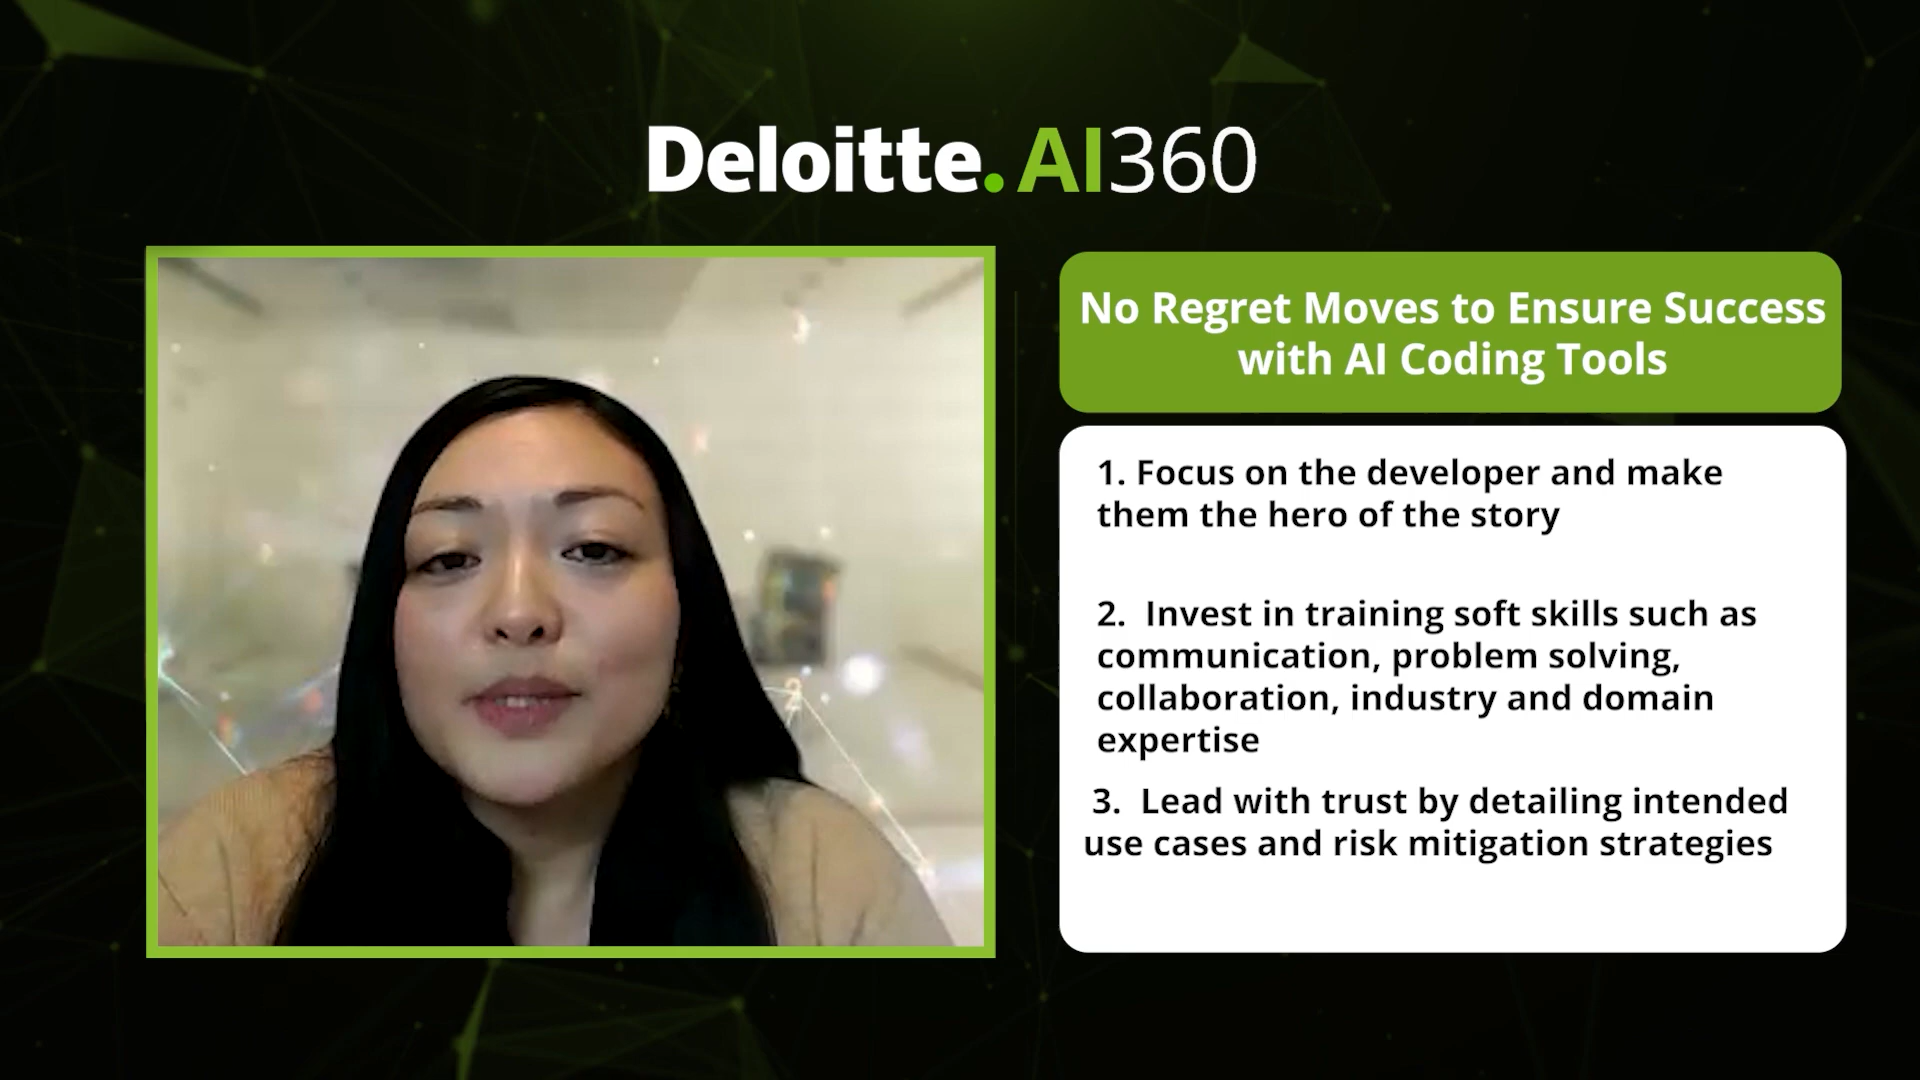 Deloitte. AI360
No Regret Moves to Ensure Success
with AI Coding Tools
1. Focus on the developer and make
them the hero of the story
2. Invest in training soft skills such as
communication, problem solving,
collaboration, industry and domain
expertise
3. Lead with trust by detailing intended
use cases and risk mitigation strategies